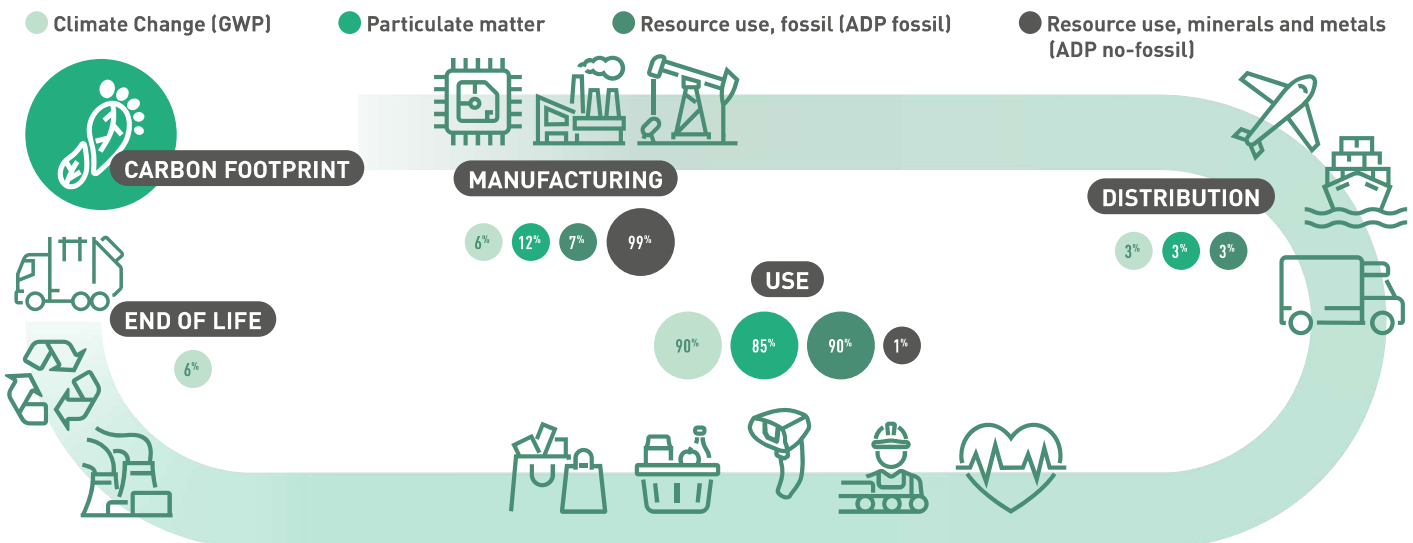 Climate Change (GWP)
Particulate matter
Resource use, fossil (ADP fossil)
Resource use, minerals and metals
(ADP no-fossil)
CARBON FOOTPRINT
MANUFACTURING
6% 12% 7% 99%
DISTRIBUTION
3% 3% 3%
USE
90% 85% 90% 1%
END OF LIFE
6%